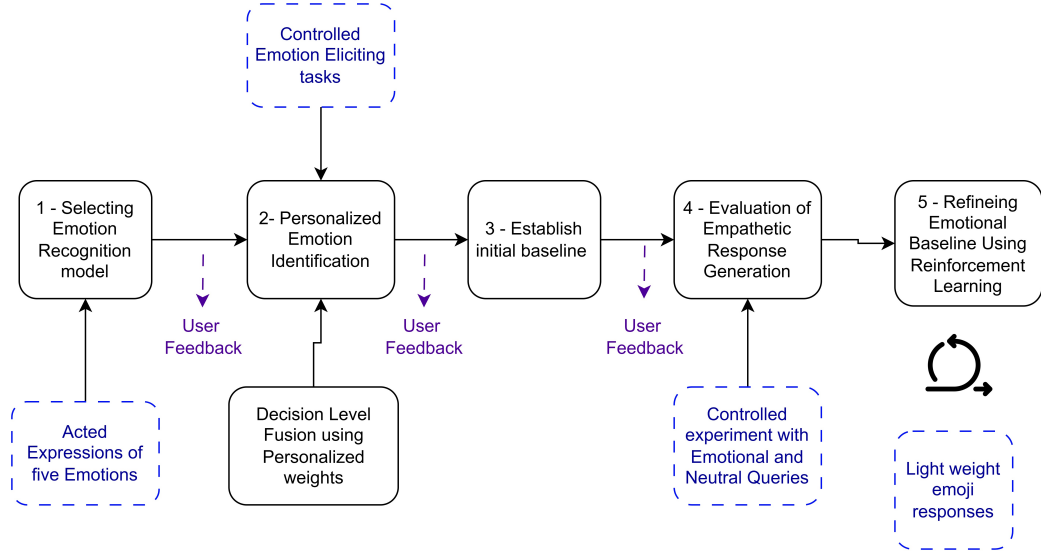 Controlled
Emotion Eliciting
tasks
1 - Selecting
Emotion
Recognition
model
2- Personalized
Emotion
Identification
3 - Establish
initial baseline
4 - Evaluation of
Empathetic
Response
Generation
5 - Refineing
Emotional
Baseline Using
Reinforcement
Learning
User
Feedback
User
Feedback
User
Feedback
Acted
Expressions of
five Emotions
Decision Level
Fusion using
Personalized
weights
Controlled
experiment with
Emotional and
Neutral Queries
Light weight
emoji
responses